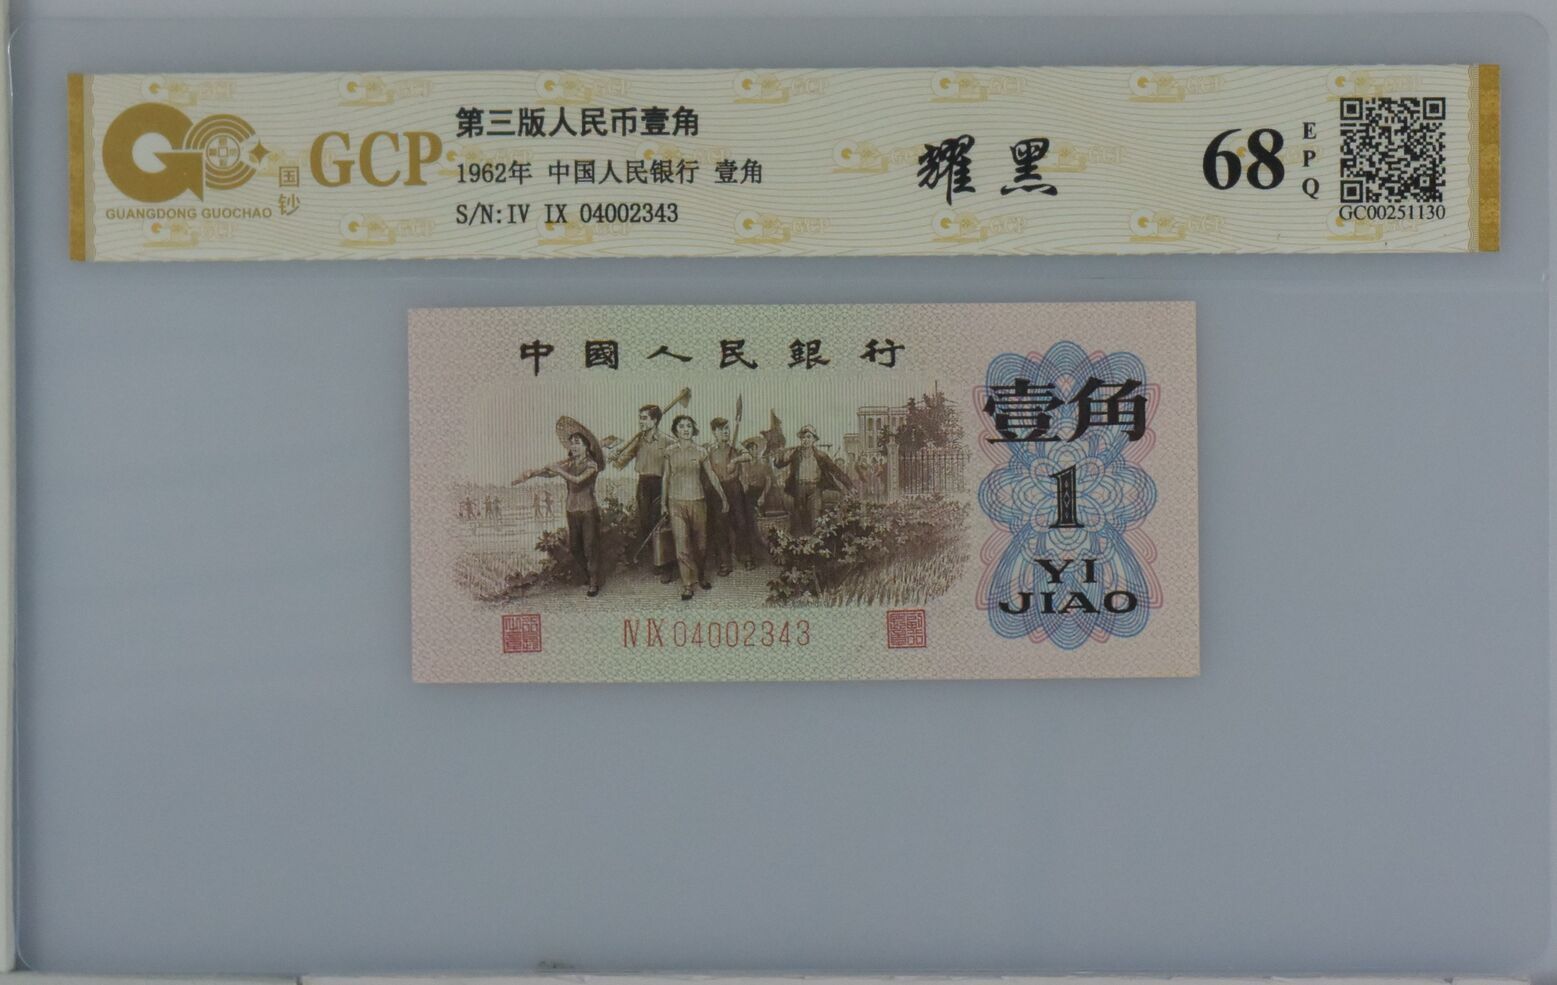 GUANGDONG GUOCHAO
国钞
GCP
第三版人民币壹角
1962年 中国人民银行 壹角
S/N:IV IX 04002343
耀黑
68
EPQ
GC00251130
中國人民銀行
壹角
1
YI
JIAO
IV IX 04002343